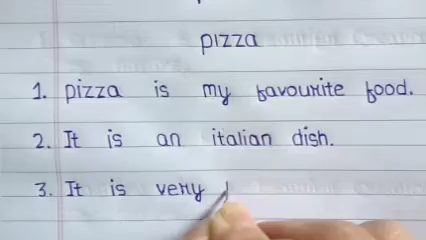 pizza
1. pizza is my favourite food.
2. It is an italian dish.
3. It is very